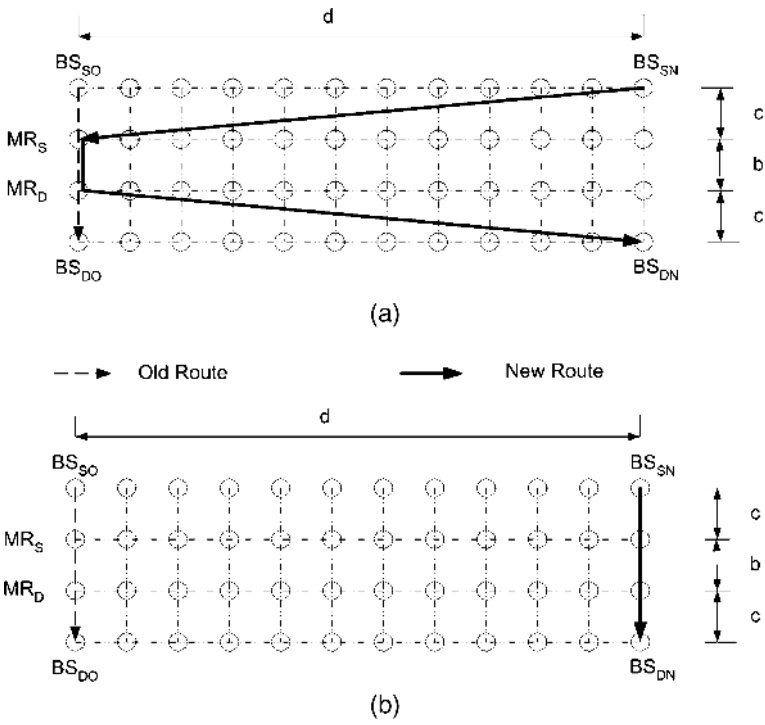 d
BS_SO BS_SN
c
MR_S
b
MR_D
c
BS_DO BS_DN
(a)
Old Route New Route
d
BS_SO BS_SN
c
MR_S
b
MR_D
c
BS_DO BS_DN
(b)